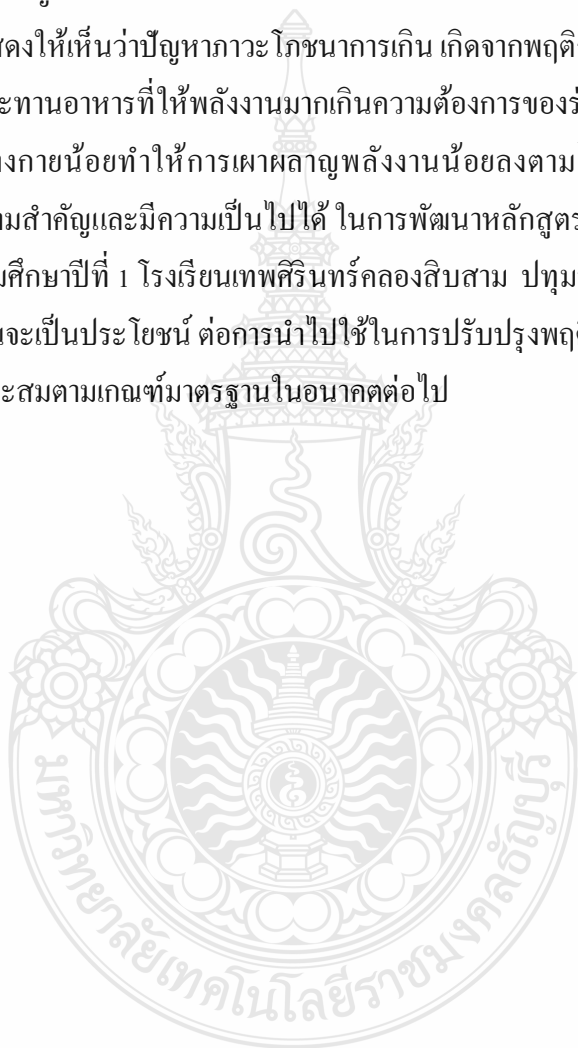 สดงให้เห็นว่าปัญหาภาวะโภชนาการเกิน เกิดจากพฤติ
ะทานอาหารที่ให้พลังงานมากเกินความต้องการของร่
งกายน้อยทำให้การเผาผลาญพลังงานน้อยลงตาม
ามสำคัญและมีความเป็นไปได้ ในการพัฒนาหลักสูตร
มศึกษาปีที่ 1 โรงเรียนเทพศิรินทร์คลองสิบสาม ปทุม
นจะเป็นประโยชน์ ต่อการนำไปใช้ในการปรับปรุงพฤติ
ะสมตามเกณฑ์มาตรฐานในอนาคตต่อไป
มหาวิทยาลัยเทคโนโลยีราชมงคลธัญบุรี